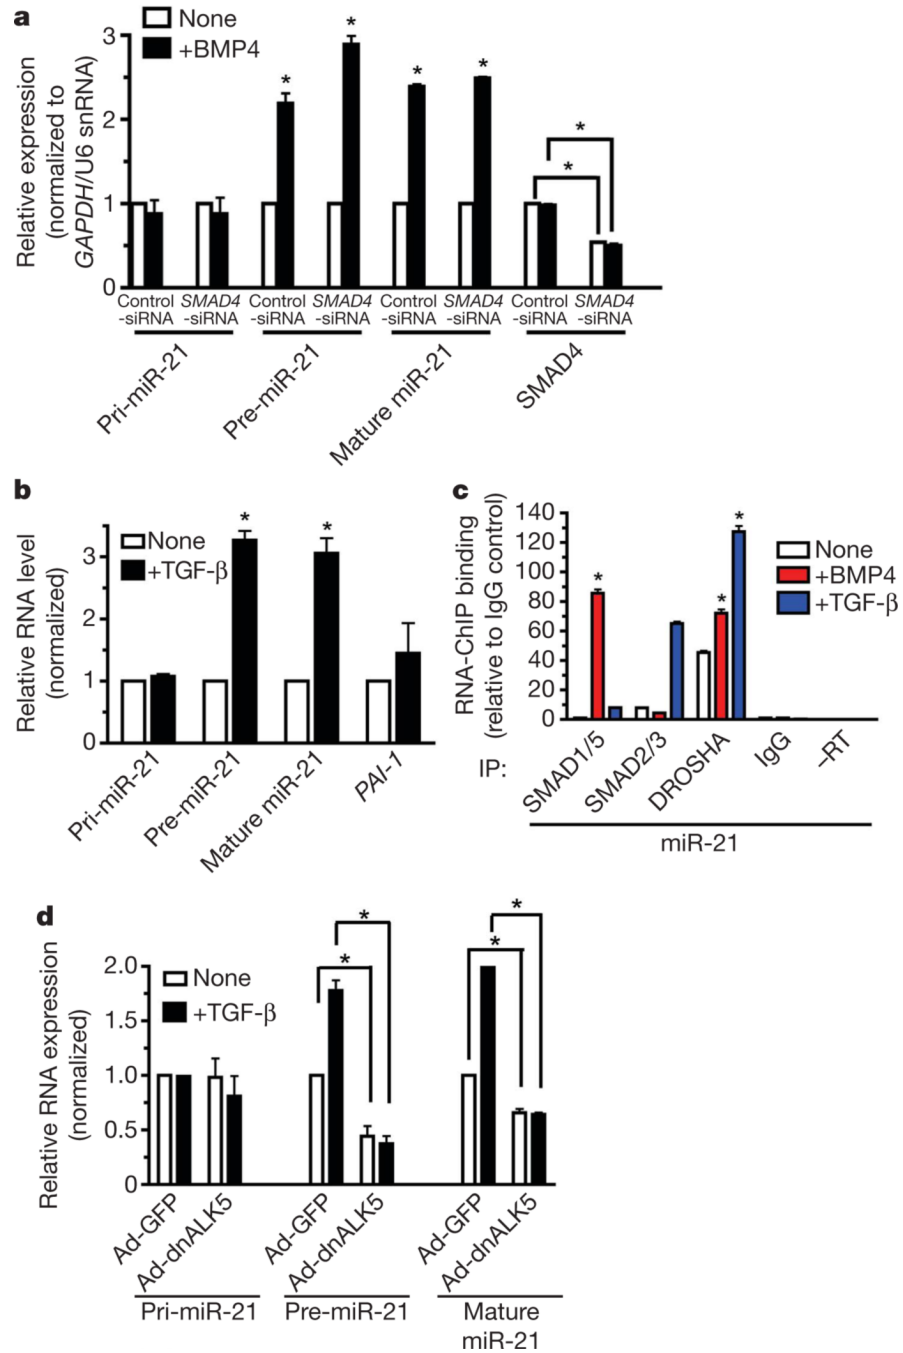 a
None
+BMP4
Relative expression
(normalized to
GAPDH/U6 snRNA)
3
2
1
0
* * * * * *
Control -siRNA SMAD4 -siRNA Control -siRNA SMAD4 -siRNA Control -siRNA SMAD4 -siRNA Control -siRNA SMAD4 -siRNA
Pri-miR-21 Pre-miR-21 Mature miR-21 SMAD4
b
None
+TGF-β
Relative RNA level
(normalized)
3
2
1
0
* *
Pri-miR-21 Pre-miR-21 Mature miR-21 PAI-1
c
None
+BMP4
+TGF-β
RNA-ChIP binding
(relative to IgG control)
140
120
100
80
60
40
20
0
* * *
IP: SMAD1/5 SMAD2/3 DROSHA IgG –RT
miR-21
d
None
+TGF-β
Relative RNA expression
(normalized)
2.0
1.5
1.0
0.5
0
* * * *
Ad-GFP Ad-dnALK5 Ad-GFP Ad-dnALK5 Ad-GFP Ad-dnALK5
Pri-miR-21 Pre-miR-21 Mature
miR-21